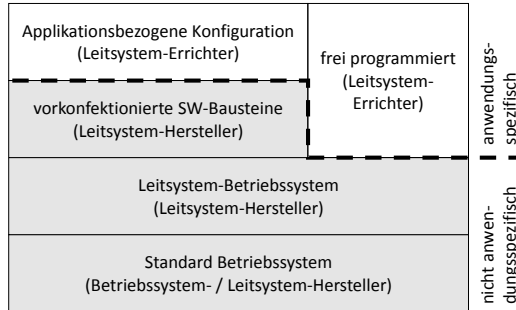 Applikationsbezogene Konfiguration
(Leitsystem-Errichter)
frei programmiert
(Leitsystem-
Errichter)
vorkonfektionierte SW-Bausteine
(Leitsystem-Hersteller)
Leitsystem-Betriebssystem
(Leitsystem-Hersteller)
Standard Betriebssystem
(Betriebssystem- / Leitsystem-Hersteller)
anwendungs-
spezifisch
nicht anwen-
dungsspezifisch